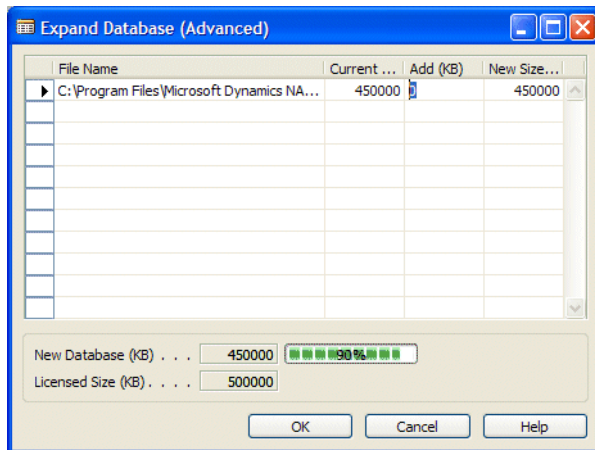 Expand Database (Advanced)
File Name Current ... Add (KB) New Size...
C:\Program Files\Microsoft Dynamics NA... 450000 0 450000
New Database (KB) . . . 450000 90%
Licensed Size (KB) . . . . 500000
OK Cancel Help